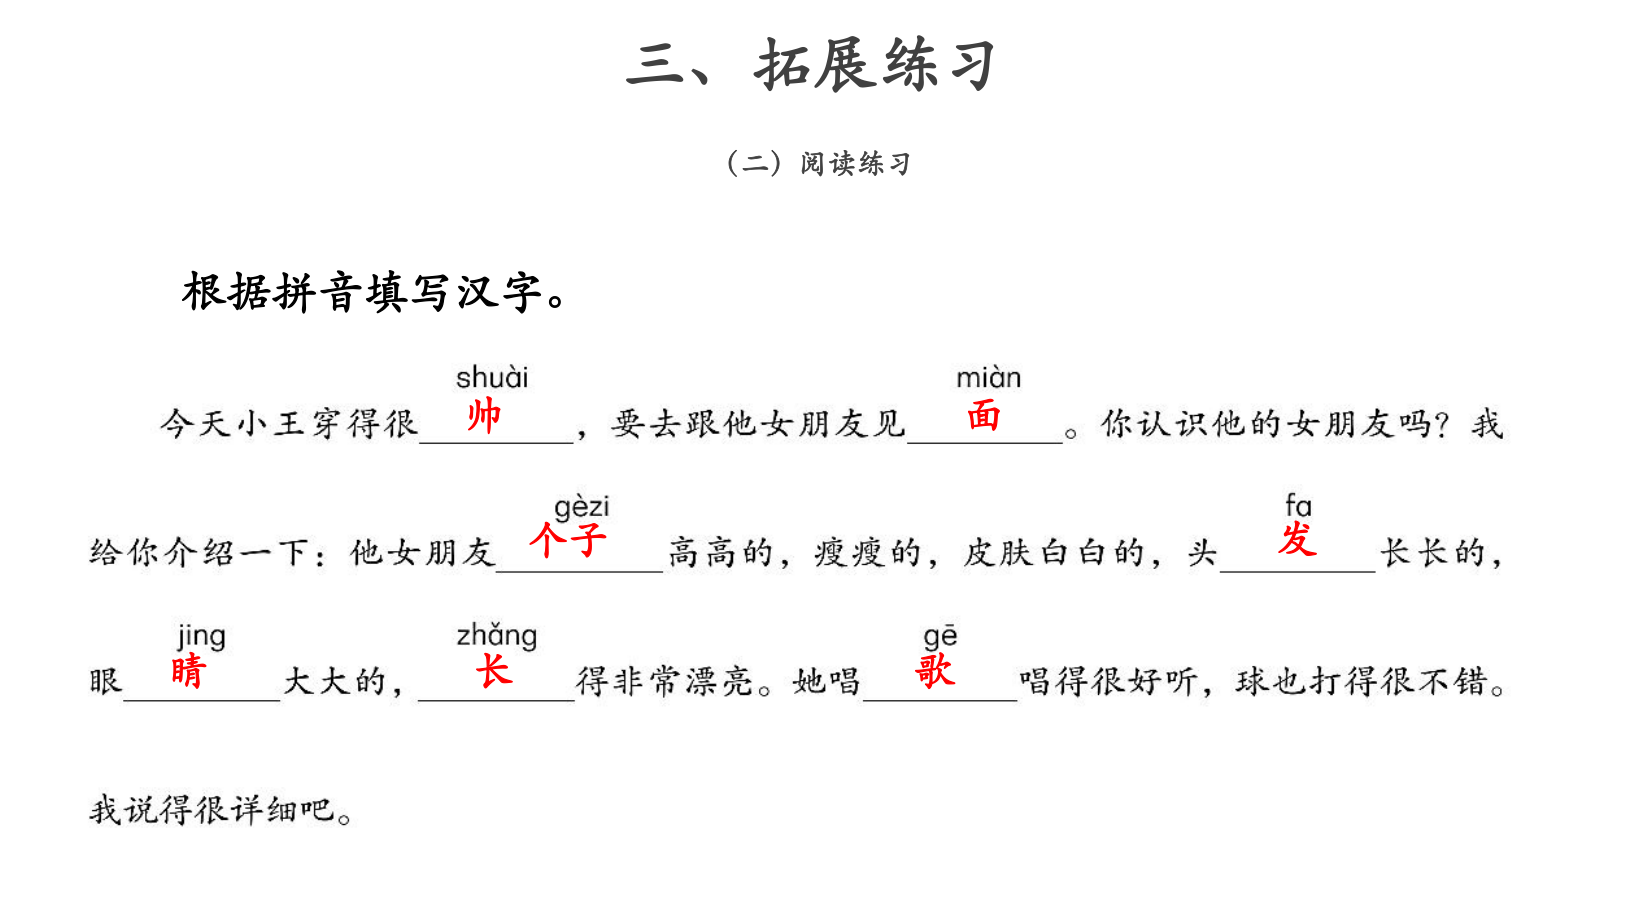 三、拓展练习
（二）阅读练习
根据拼音填写汉字。
shuài miàn
今天小王穿得很帅，要去跟他女朋友见面。你认识他的女朋友吗？我
gèzi fa
给你介绍一下：他女朋友个子高高的，瘦瘦的，皮肤白白的，头发长长的，
jing zhǎng gē
眼睛大大的，长得非常漂亮。她唱歌唱得很好听，球也打得很不错。
我说得很详细吧。